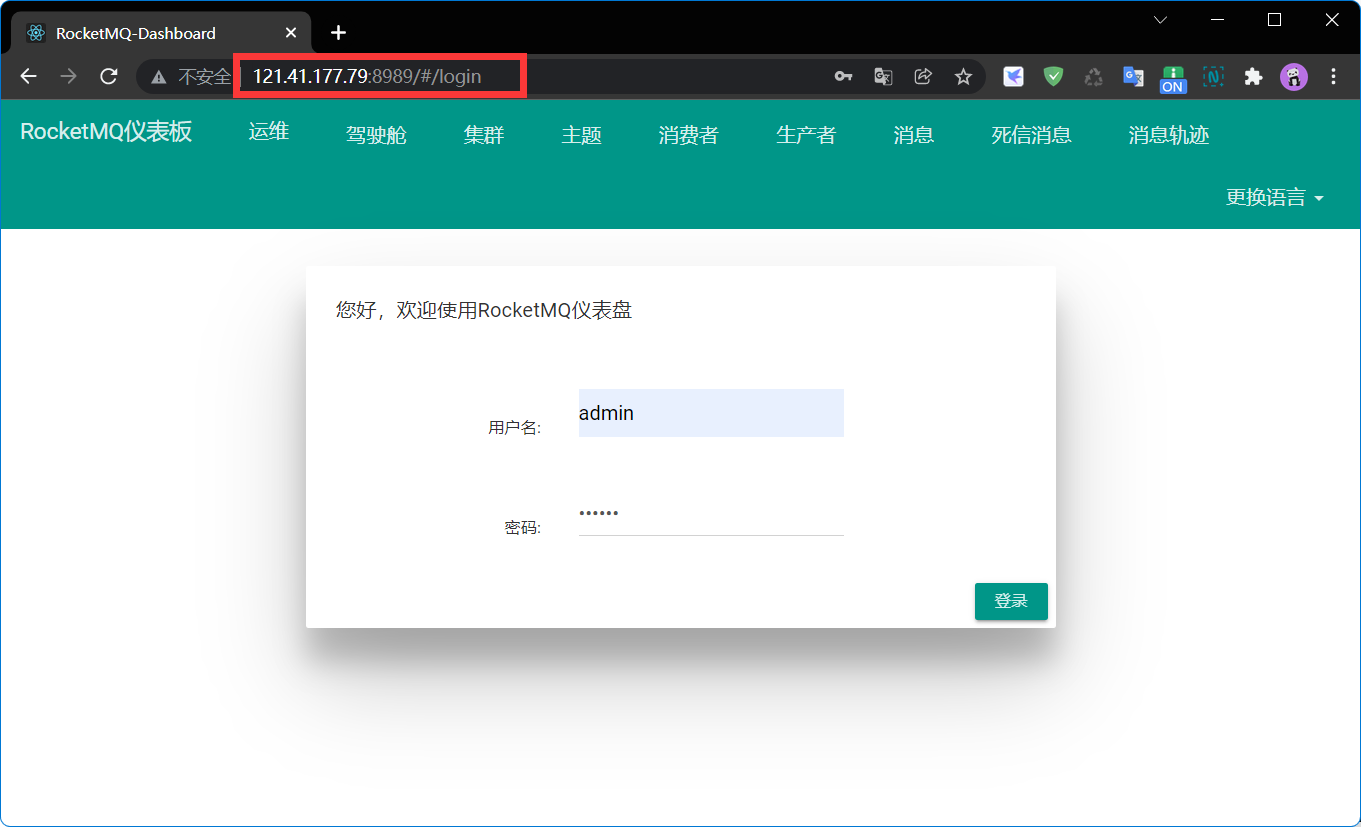 RocketMQ-Dashboard
不安全 121.41.177.79:8989/#/login
ON
RocketMQ仪表板 运维 驾驶舱 集群 主题 消费者 生产者 消息 死信消息 消息轨迹
更换语言
您好，欢迎使用RocketMQ仪表盘
用户名: admin
密码: ••••••
登录